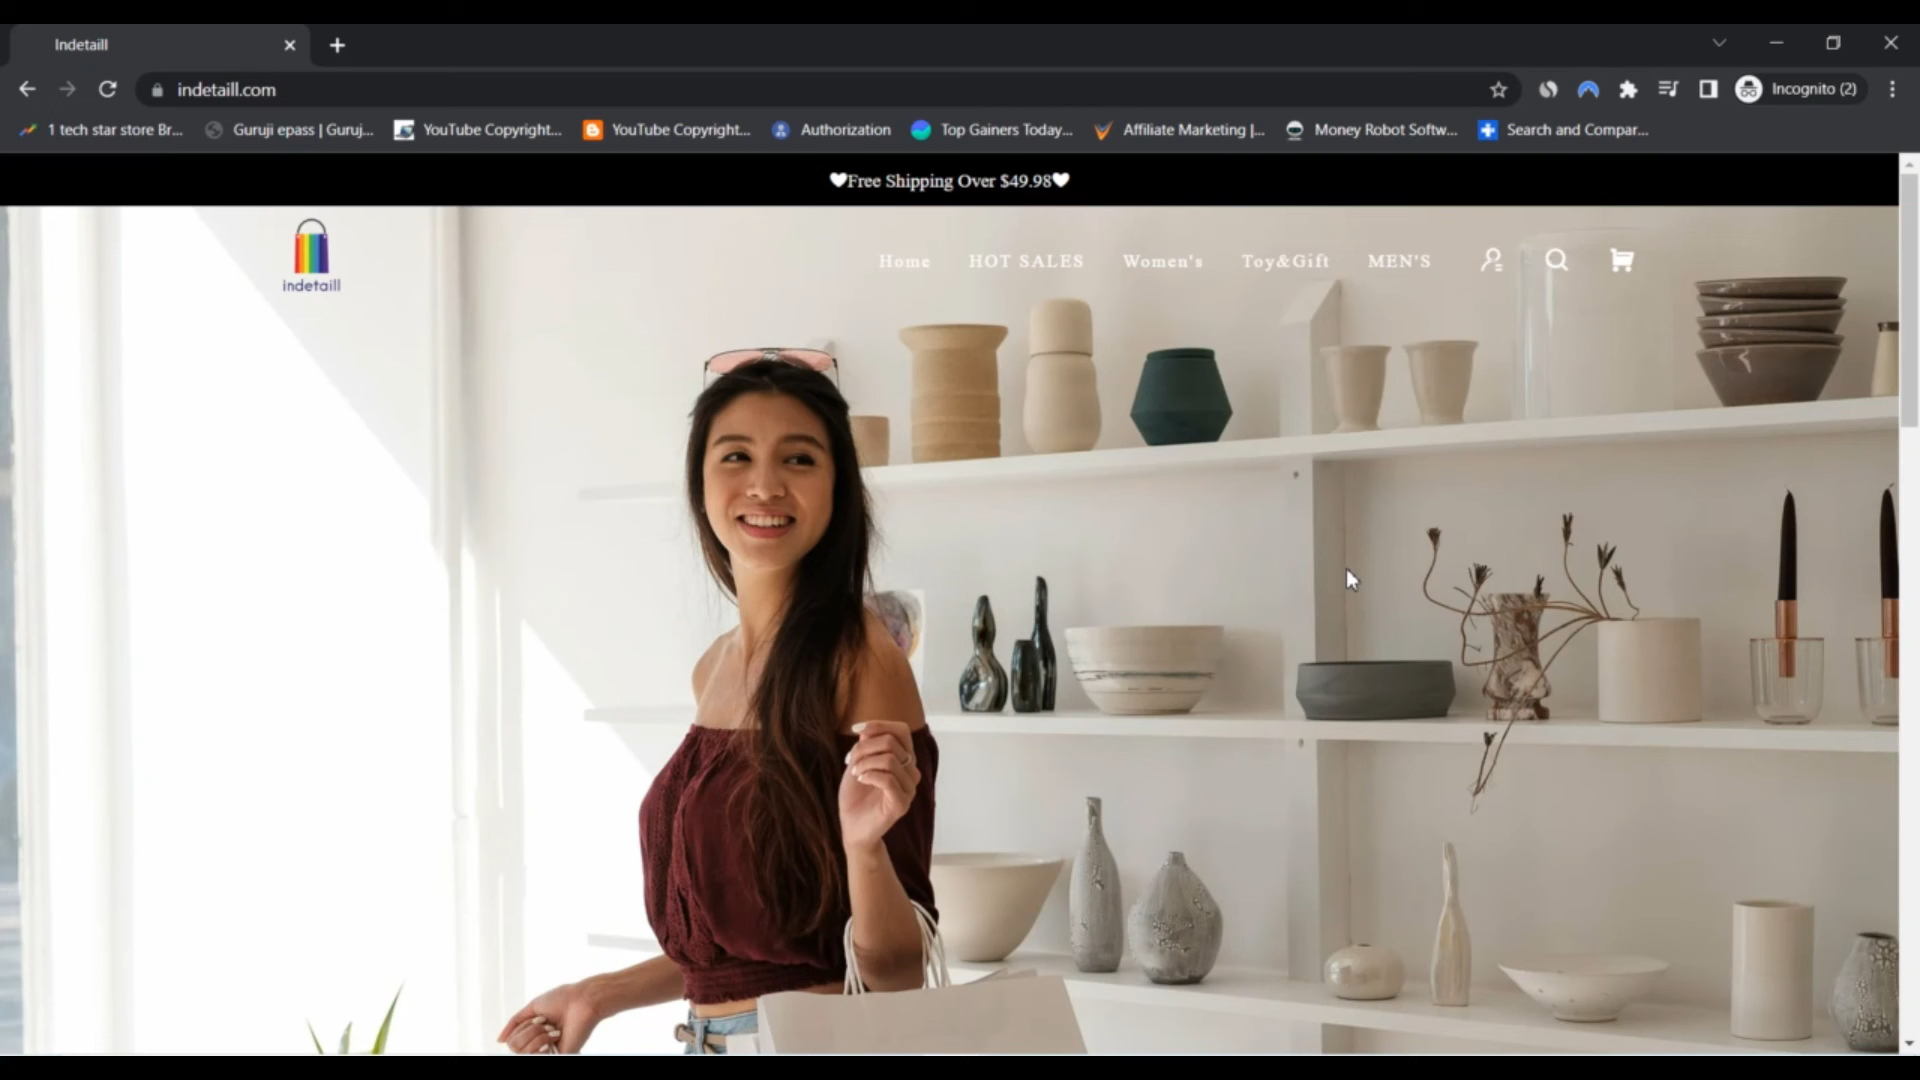 Indetaill
indetaill.com
Incognito (2)
1 tech star store Br...
Guruji epass | Guruj...
YouTube Copyright...
YouTube Copyright...
Authorization
Top Gainers Today...
Affiliate Marketing |...
Money Robot Softw...
Search and Compar...
🤍Free Shipping Over $49.98🤍
indetaill
Home
HOT SALES
Women's
Toy&Gift
MEN'S